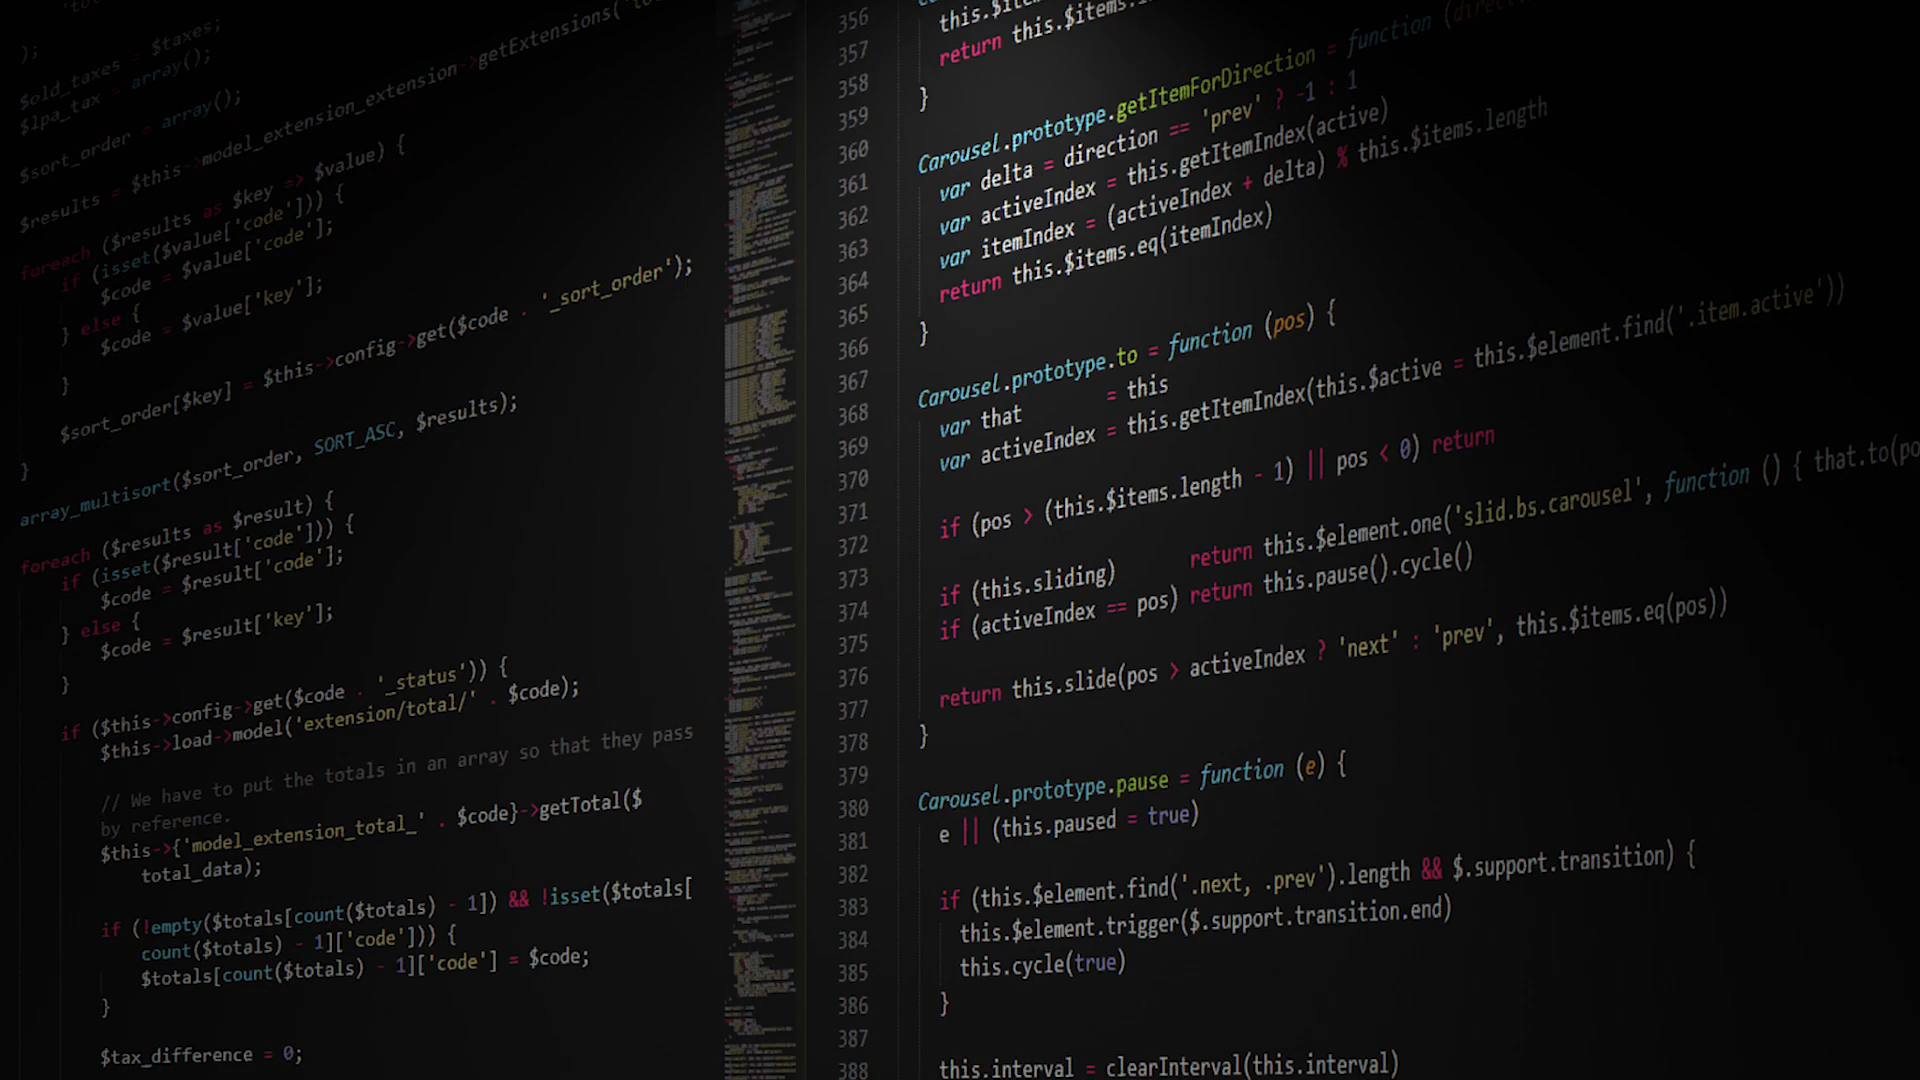 );
$old_taxes = $taxes;
$lpa_tax = array();
$sort_order = array();
$results = $this->model_extension_extension->getExtensions(
foreach ($results as $key => $value) {
if (isset($value['code'])) {
$code = $value['code'];
} else {
$code = $value['key'];
}
$sort_order[$key] = $this->config->get($code . '_sort_order');
}
array_multisort($sort_order, SORT_ASC, $results);
foreach ($results as $result) {
if (isset($result['code'])) {
$code = $result['code'];
} else {
$code = $result['key'];
}
if ($this->config->get($code . '_status')) {
$this->load->model('extension/total/' . $code);
// We have to put the totals in an array so that they pass
by reference.
$this->{'model_extension_total_' . $code}->getTotal($
total_data);
if (!empty($totals[count($totals) - 1]) && !isset($totals[
count($totals) - 1]['code'])) {
$totals[count($totals) - 1]['code'] = $code;
}
$tax_difference = 0;
356
357
358
359
360
361
362
363
364
365
366
367
368
369
370
371
372
373
374
375
376
377
378
379
380
381
382
383
384
385
386
387
388
return this.$items.
}
Carousel.prototype.getItemForDirection = function (
var delta = direction == 'prev' ? -1 : 1
var activeIndex = this.getItemIndex(active)
var itemIndex = (activeIndex + delta) % this.$items.length
return this.$items.eq(itemIndex)
}
Carousel.prototype.to = function (pos) {
var that = this
var activeIndex = this.getItemIndex(this.$active = this.$element.find('.item.active'))
if (pos > (this.$items.length - 1) || pos < 0) return
if (this.sliding) return this.$element.one('slid.bs.carousel', function () { that.to(po
if (activeIndex == pos) return this.pause().cycle()
return this.slide(pos > activeIndex ? 'next' : 'prev', this.$items.eq(pos))
}
Carousel.prototype.pause = function (e) {
e || (this.paused = true)
if (this.$element.find('.next, .prev').length && $.support.transition) {
this.$element.trigger($.support.transition.end)
this.cycle(true)
}
this.interval = clearInterval(this.interval)